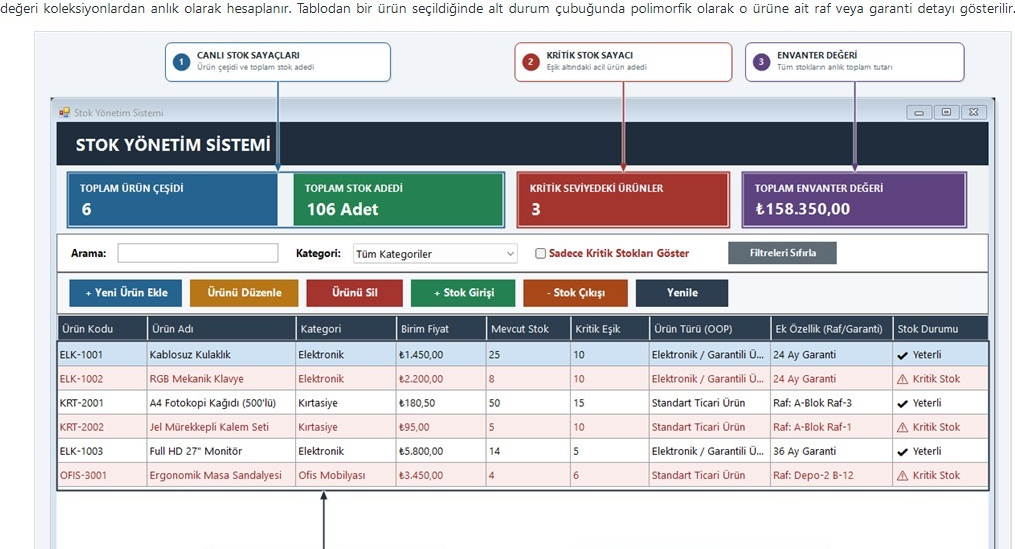 değeri koleksiyonlardan anlık olarak hesaplanır. Tablodan bir ürün seçildiğinde alt durum çubuğunda polimorfik olarak o ürüne ait raf veya garanti detayı gösterilir.
1 CANLI STOK SAYAÇLARI
Ürün çeşidi ve toplam stok adedi
2 KRİTİK STOK SAYACI
Eşik altındaki acil ürün adedi
3 ENVANTER DEĞERİ
Tüm stokların anlık toplam tutarı
Stok Yönetim Sistemi
STOK YÖNETİM SİSTEMİ
TOPLAM ÜRÜN ÇEŞİDİ
6
TOPLAM STOK ADEDİ
106 Adet
KRİTİK SEVİYEDEKİ ÜRÜNLER
3
TOPLAM ENVANTER DEĞERİ
₺158.350,00
Arama: Kategori: Tüm Kategoriler Sadece Kritik Stokları Göster Filtreleri Sıfırla
+ Yeni Ürün Ekle Ürünü Düzenle Ürünü Sil + Stok Girişi - Stok Çıkışı Yenile
Ürün Kodu Ürün Adı Kategori Birim Fiyat Mevcut Stok Kritik Eşik Ürün Türü (OOP) Ek Özellik (Raf/Garanti) Stok Durumu
ELK-1001 Kablosuz Kulaklık Elektronik ₺1.450,00 25 10 Elektronik / Garantili Ü... 24 Ay Garanti ✔ Yeterli
ELK-1002 RGB Mekanik Klavye Elektronik ₺2.200,00 8 10 Elektronik / Garantili Ü... 24 Ay Garanti ⚠ Kritik Stok
KRT-2001 A4 Fotokopi Kağıdı (500'lü) Kırtasiye ₺180,50 50 15 Standart Ticari Ürün Raf: A-Blok Raf-3 ✔ Yeterli
KRT-2002 Jel Mürekkepli Kalem Seti Kırtasiye ₺95,00 5 10 Standart Ticari Ürün Raf: A-Blok Raf-1 ⚠ Kritik Stok
ELK-1003 Full HD 27" Monitör Elektronik ₺5.800,00 14 5 Elektronik / Garantili Ü... 36 Ay Garanti ✔ Yeterli
OFIS-3001 Ergonomik Masa Sandalyesi Ofis Mobilyası ₺3.450,00 4 6 Standart Ticari Ürün Raf: Depo-2 B-12 ⚠ Kritik Stok